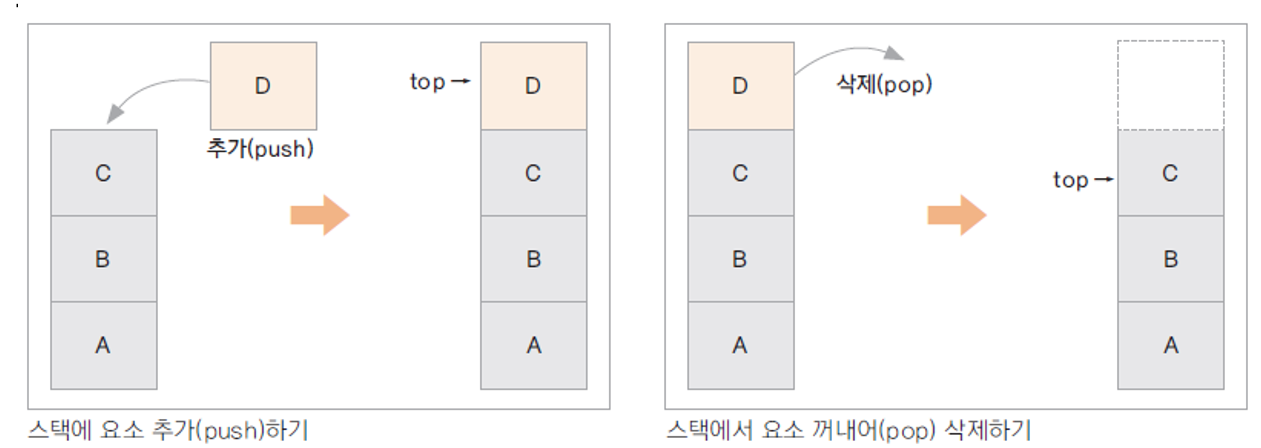 D
추가(push)
C
B
A
top →
D
C
B
A
스택에 요소 추가(push)하기
D
삭제(pop)
C
B
A
top →
C
B
A
스택에서 요소 꺼내어(pop) 삭제하기